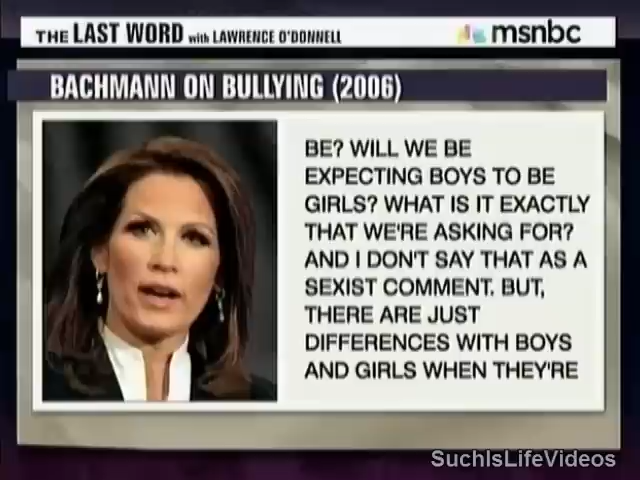 THE LAST WORD with LAWRENCE O'DONNELL
msnbc
BACHMANN ON BULLYING (2006)
BE? WILL WE BE
EXPECTING BOYS TO BE
GIRLS? WHAT IS IT EXACTLY
THAT WE'RE ASKING FOR?
AND I DON'T SAY THAT AS A
SEXIST COMMENT. BUT,
THERE ARE JUST
DIFFERENCES WITH BOYS
AND GIRLS WHEN THEY'RE
SuchIsLifeVideos